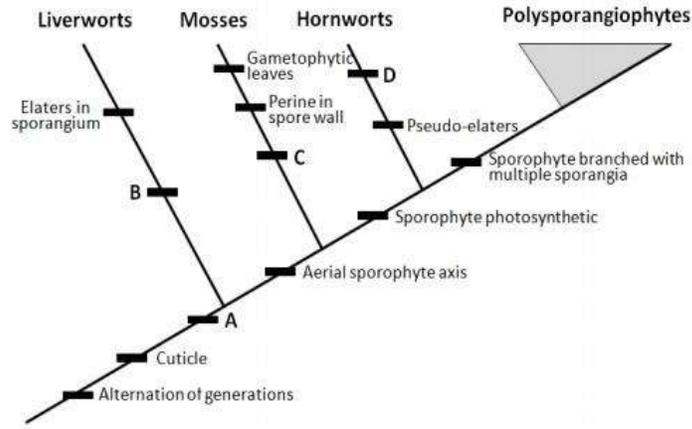 Liverworts
Mosses
Hornworts
Polysporangiophytes
Gametophytic
leaves
D
Elaters in
sporangium
Perine in
spore wall
Pseudo-elaters
C
Sporophyte branched with
multiple sporangia
B
Sporophyte photosynthetic
Aerial sporophyte axis
A
Cuticle
Alternation of generations